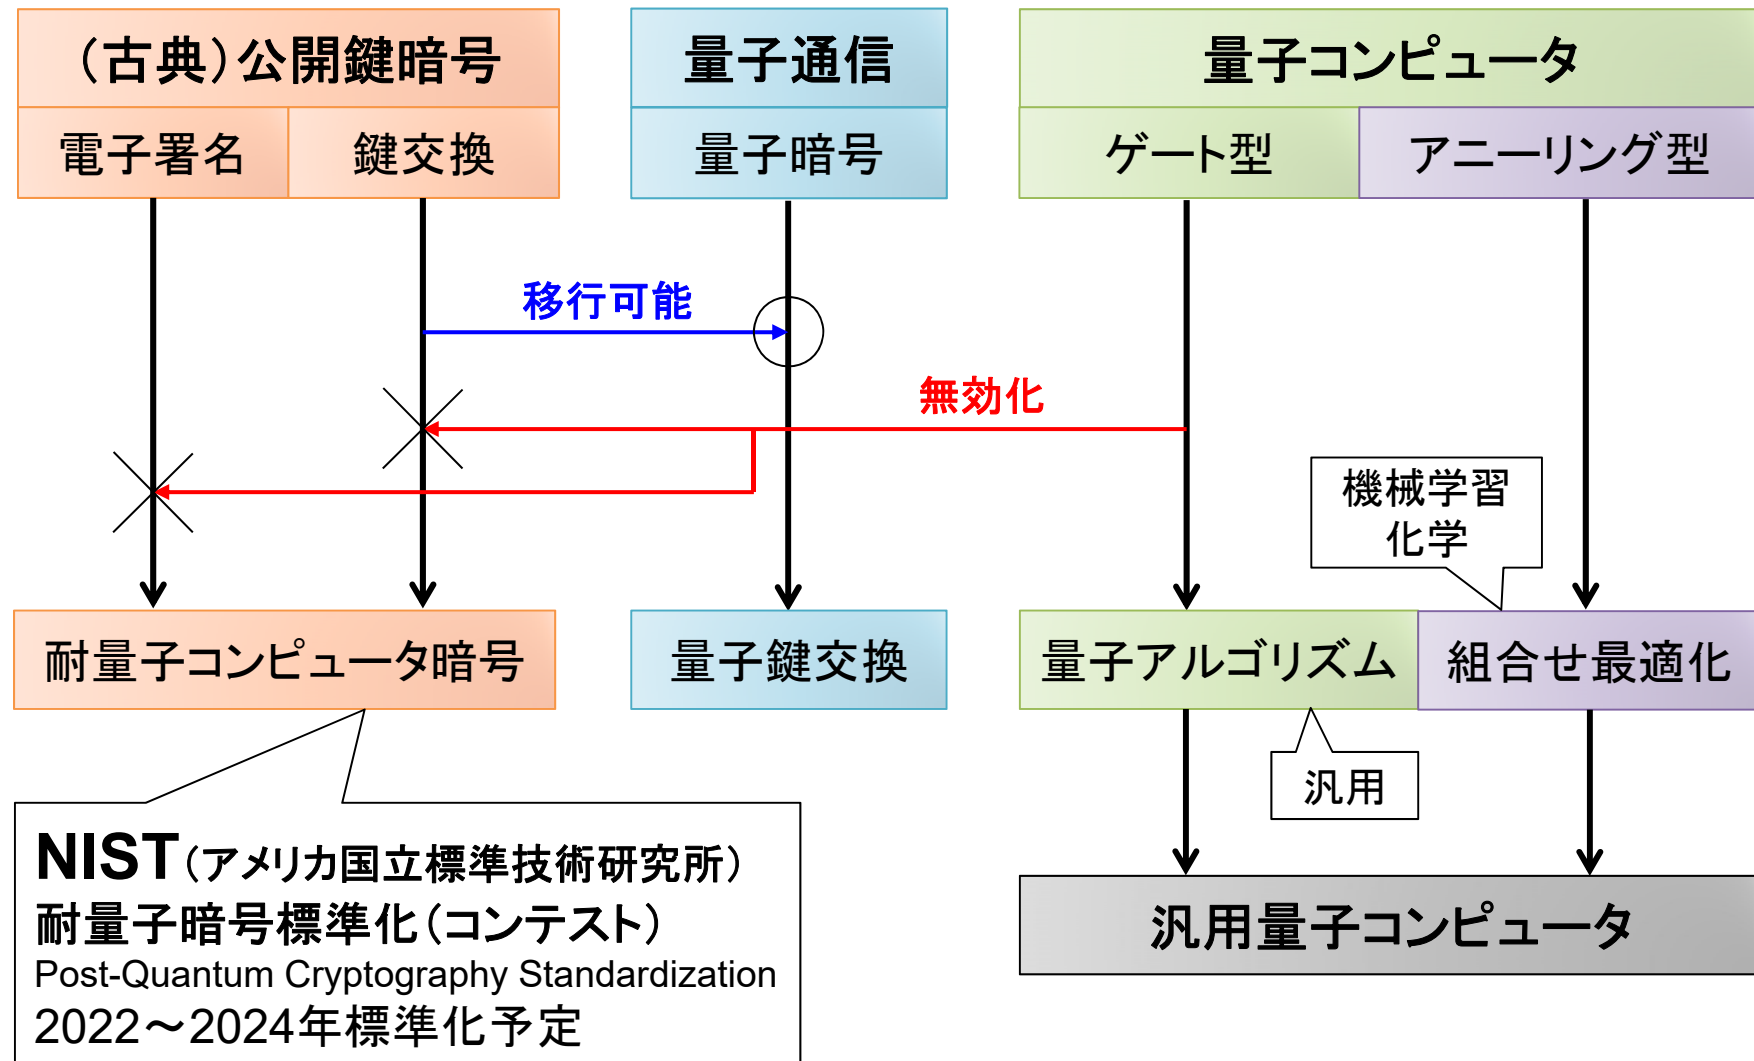 （古典）公開鍵暗号
量子通信
量子コンピュータ
電子署名
鍵交換
量子暗号
ゲート型
アニーリング型
移行可能
無効化
機械学習
化学
耐量子コンピュータ暗号
量子鍵交換
量子アルゴリズム
組合せ最適化
汎用
NIST（アメリカ国立標準技術研究所）
耐量子暗号標準化（コンテスト）
Post-Quantum Cryptography Standardization
2022～2024年標準化予定
汎用量子コンピュータ